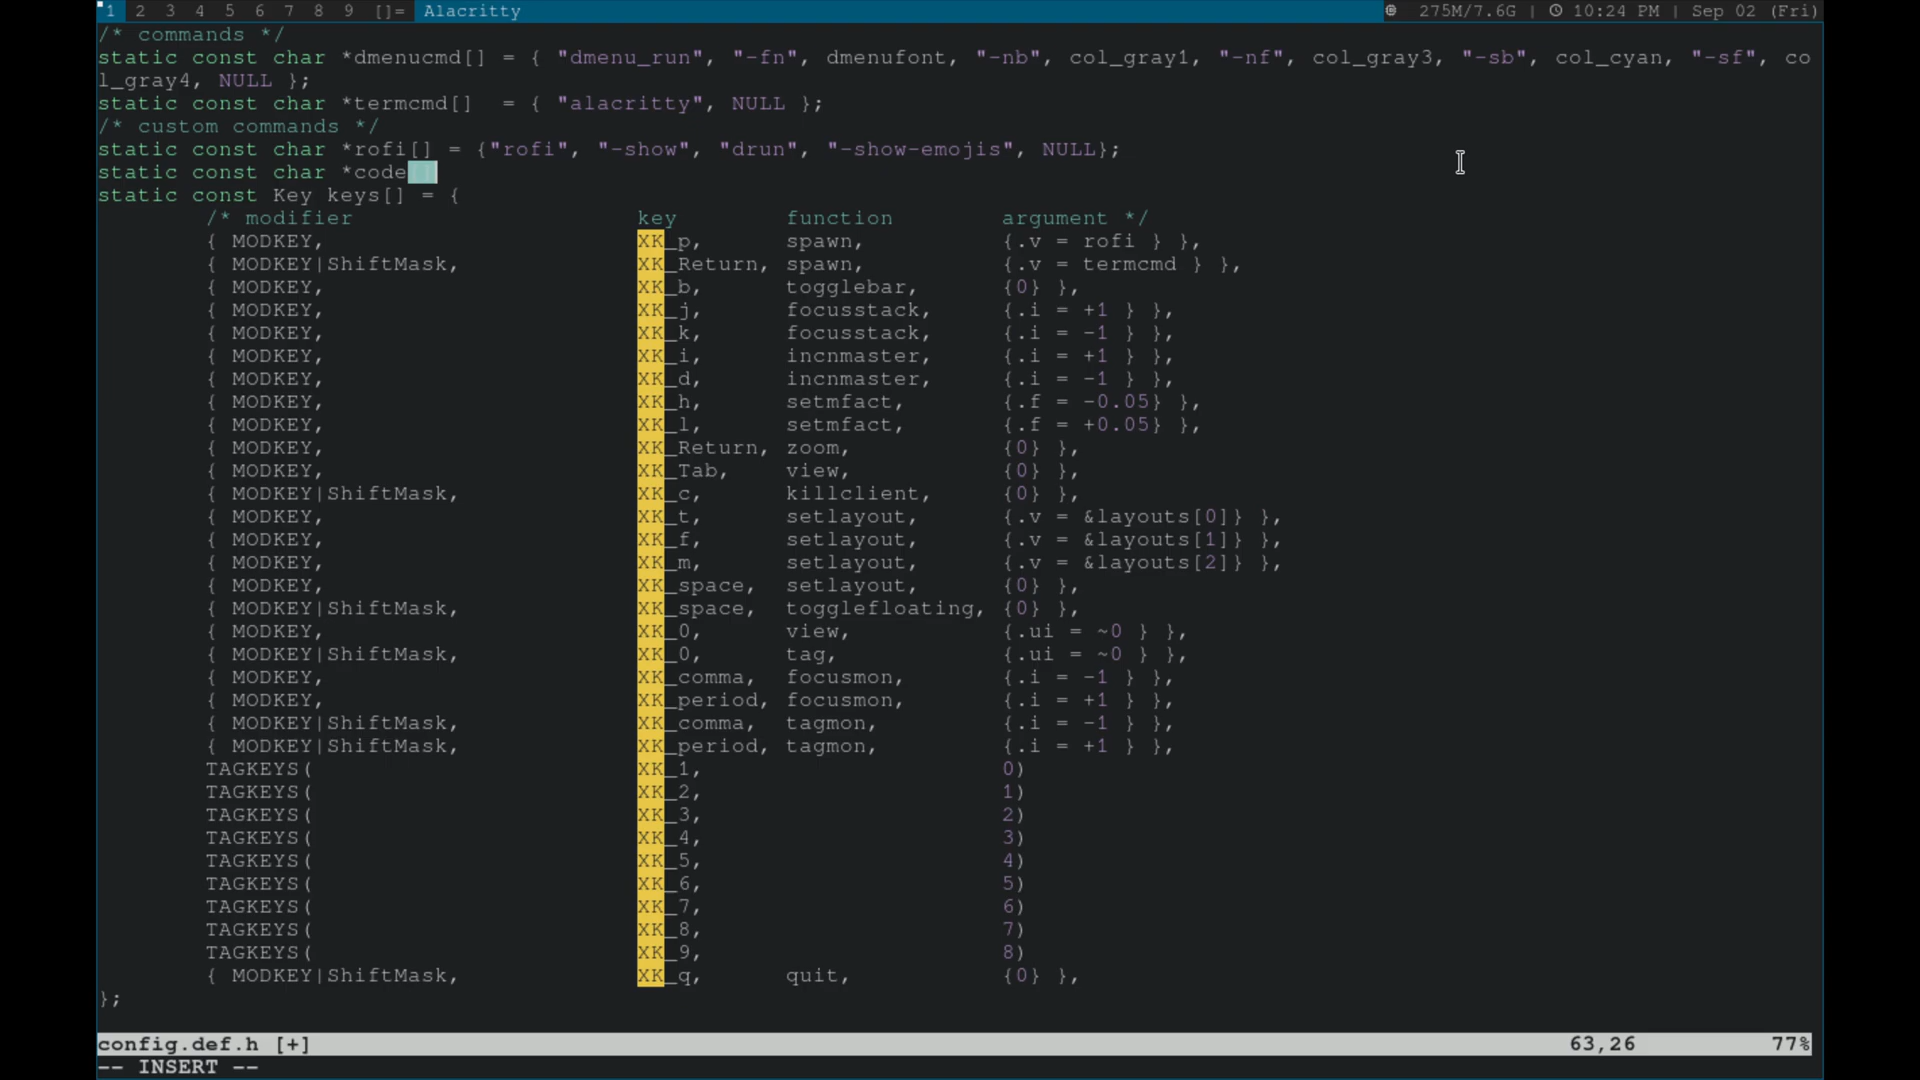 1 2 3 4 5 6 7 8 9 []= Alacritty 275M/7.6G | 10:24 PM | Sep 02 (Fri)
/* commands */
static const char *dmenucmd[] = { "dmenu_run", "-fn", dmenufont, "-nb", col_gray1, "-nf", col_gray3, "-sb", col_cyan, "-sf", co
l_gray4, NULL };
static const char *termcmd[]  = { "alacritty", NULL };
/* custom commands */
static const char *rofi[] = {"rofi", "-show", "drun", "-show-emojis", NULL};
static const char *code[]
static const Key keys[] = {
/* modifier key function argument */
{ MODKEY, XK_p, spawn, {.v = rofi } },
{ MODKEY|ShiftMask, XK_Return, spawn, {.v = termcmd } },
{ MODKEY, XK_b, togglebar, {0} },
{ MODKEY, XK_j, focusstack, {.i = +1 } },
{ MODKEY, XK_k, focusstack, {.i = -1 } },
{ MODKEY, XK_i, incnmaster, {.i = +1 } },
{ MODKEY, XK_d, incnmaster, {.i = -1 } },
{ MODKEY, XK_h, setmfact, {.f = -0.05} },
{ MODKEY, XK_l, setmfact, {.f = +0.05} },
{ MODKEY, XK_Return, zoom, {0} },
{ MODKEY, XK_Tab, view, {0} },
{ MODKEY|ShiftMask, XK_c, killclient, {0} },
{ MODKEY, XK_t, setlayout, {.v = &layouts[0]} },
{ MODKEY, XK_f, setlayout, {.v = &layouts[1]} },
{ MODKEY, XK_m, setlayout, {.v = &layouts[2]} },
{ MODKEY, XK_space, setlayout, {0} },
{ MODKEY|ShiftMask, XK_space, togglefloating, {0} },
{ MODKEY, XK_0, view, {.ui = ~0 } },
{ MODKEY|ShiftMask, XK_0, tag, {.ui = ~0 } },
{ MODKEY, XK_comma, focusmon, {.i = -1 } },
{ MODKEY, XK_period, focusmon, {.i = +1 } },
{ MODKEY|ShiftMask, XK_comma, tagmon, {.i = -1 } },
{ MODKEY|ShiftMask, XK_period, tagmon, {.i = +1 } },
TAGKEYS( XK_1, 0)
TAGKEYS( XK_2, 1)
TAGKEYS( XK_3, 2)
TAGKEYS( XK_4, 3)
TAGKEYS( XK_5, 4)
TAGKEYS( XK_6, 5)
TAGKEYS( XK_7, 6)
TAGKEYS( XK_8, 7)
TAGKEYS( XK_9, 8)
{ MODKEY|ShiftMask, XK_q, quit, {0} },
};
config.def.h [+] 63,26 77%
-- INSERT --